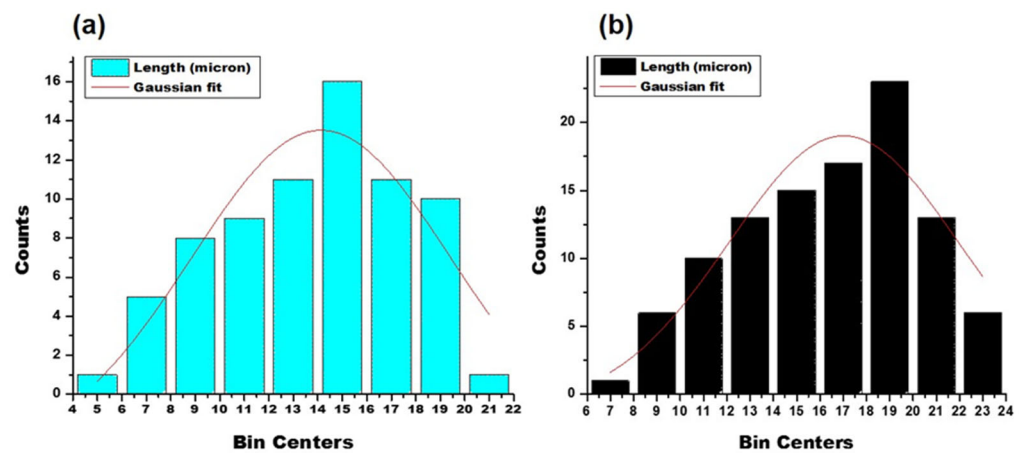 (a)
Length (micron)
Gaussian fit
Counts
16
14
12
10
8
6
4
2
0
4 5 6 7 8 9 10 11 12 13 14 15 16 17 18 19 20 21 22
Bin Centers
(b)
Length (micron)
Gaussian fit
Counts
20
15
10
5
0
6 7 8 9 10 11 12 13 14 15 16 17 18 19 20 21 22 23 24
Bin Centers